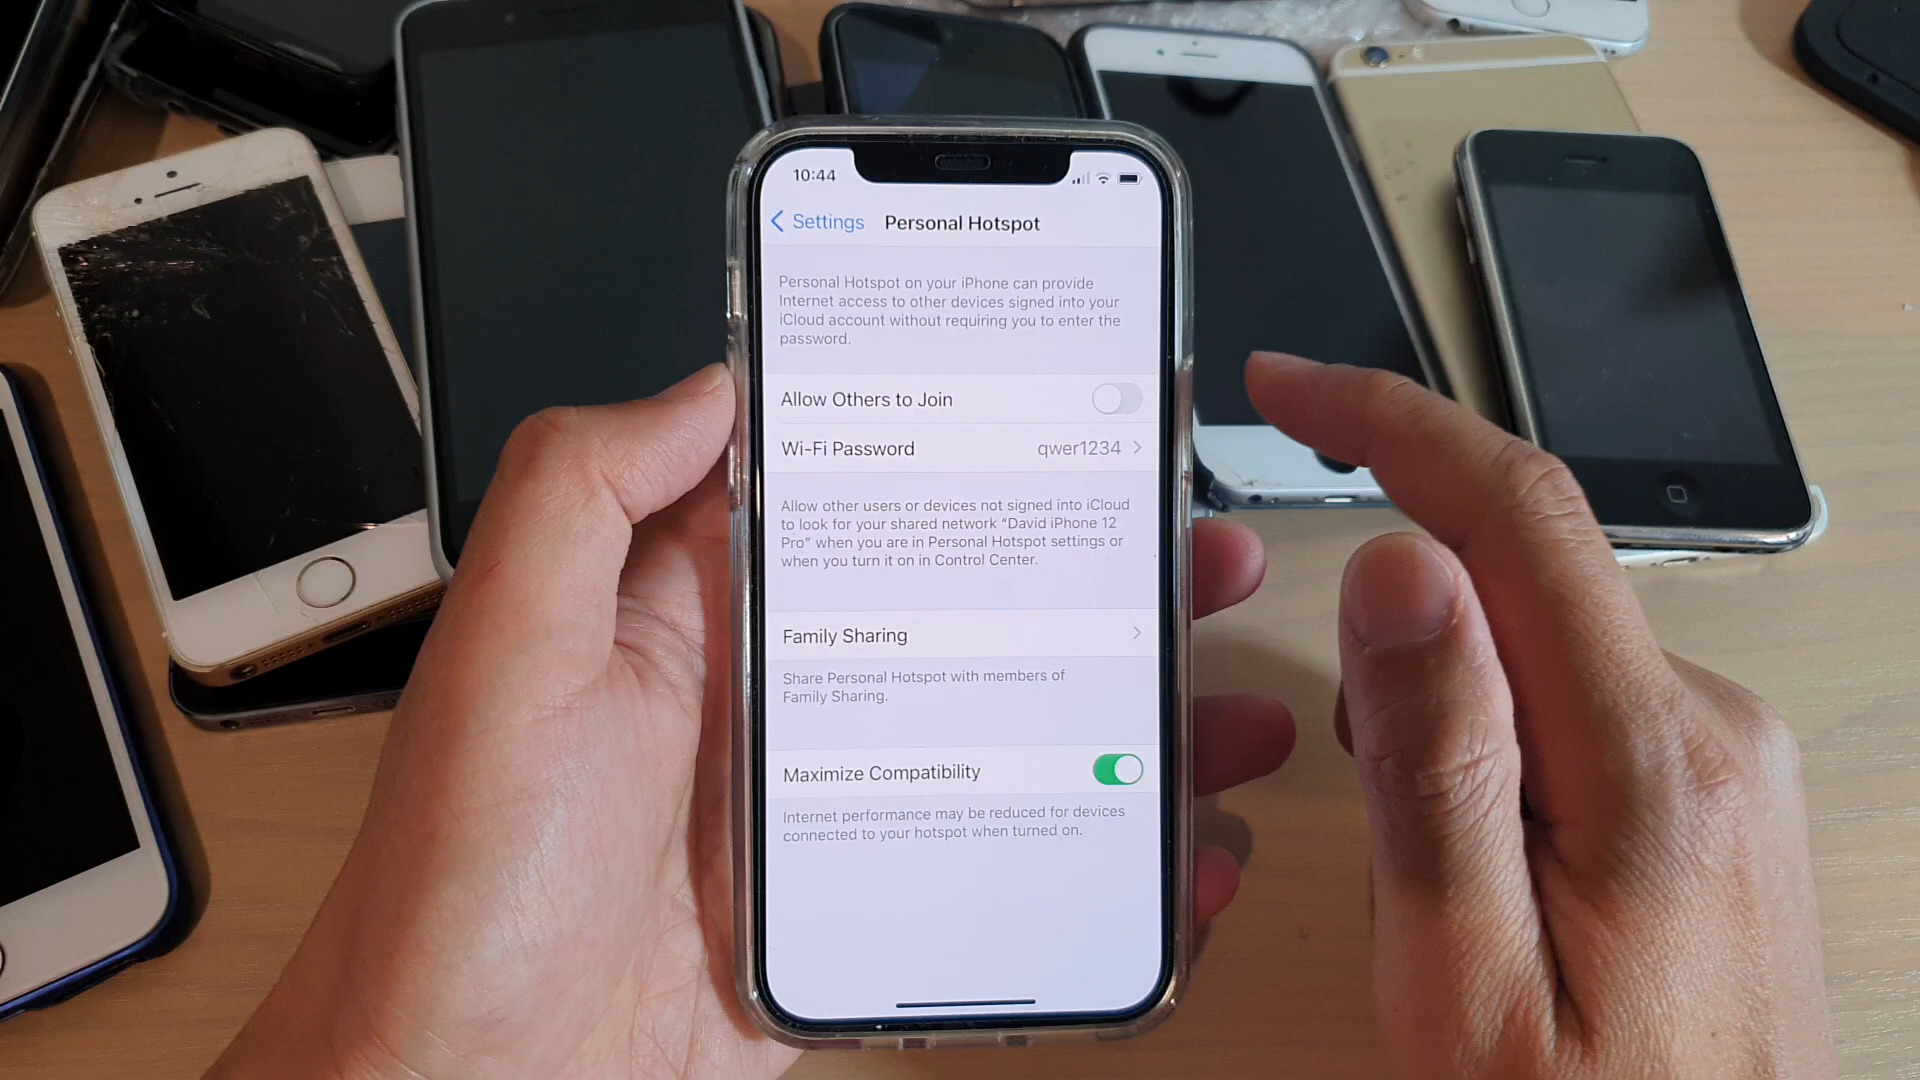 10:44
Settings Personal Hotspot
Personal Hotspot on your iPhone can provide
Internet access to other devices signed into your
iCloud account without requiring you to enter the
password.
Allow Others to Join
Wi-Fi Password qwer1234
Allow other users or devices not signed into iCloud
to look for your shared network “David iPhone 12
Pro” when you are in Personal Hotspot settings or
when you turn it on in Control Center.
Family Sharing
Share Personal Hotspot with members of
Family Sharing.
Maximize Compatibility
Internet performance may be reduced for devices
connected to your hotspot when turned on.